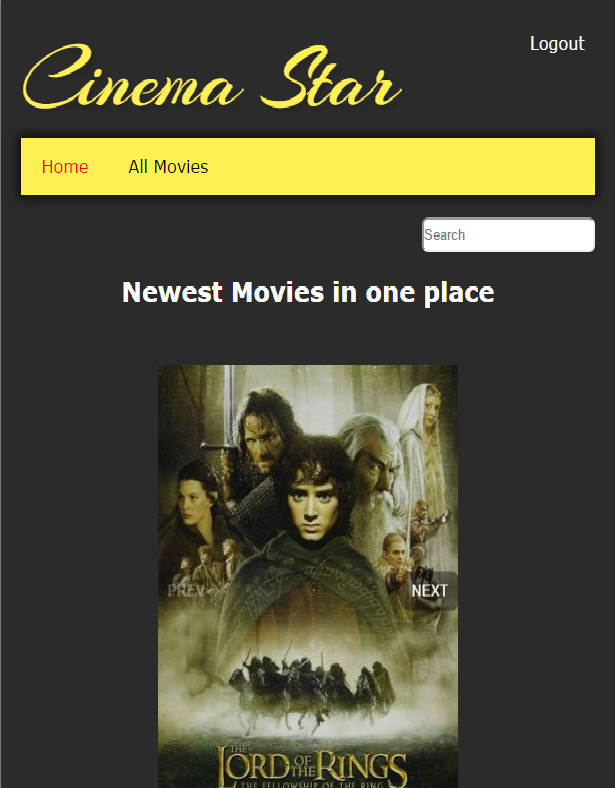 Logout
Cinema Star
Home All Movies
Search
Newest Movies in one place
PREV NEXT
THE
LORD OF THE RINGS
THE FELLOWSHIP OF THE RING